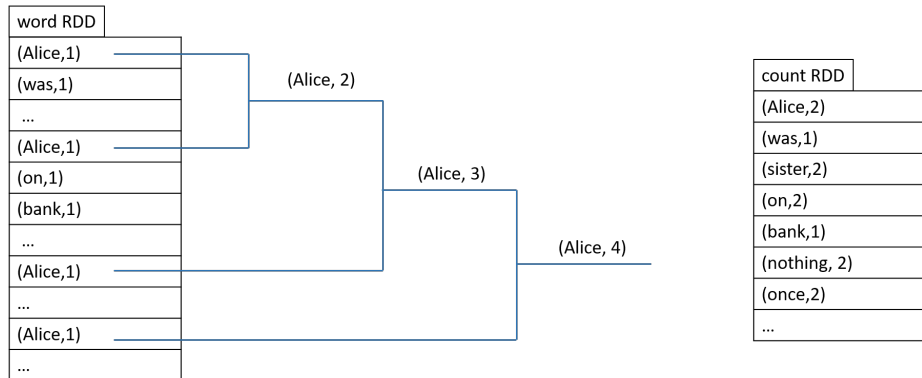 word RDD
(Alice,1)
(was,1)
...
(Alice,1)
(on,1)
(bank,1)
...
(Alice,1)
...
(Alice,1)
...
(Alice, 2)
(Alice, 3)
(Alice, 4)
count RDD
(Alice,2)
(was,1)
(sister,2)
(on,2)
(bank,1)
(nothing, 2)
(once,2)
...